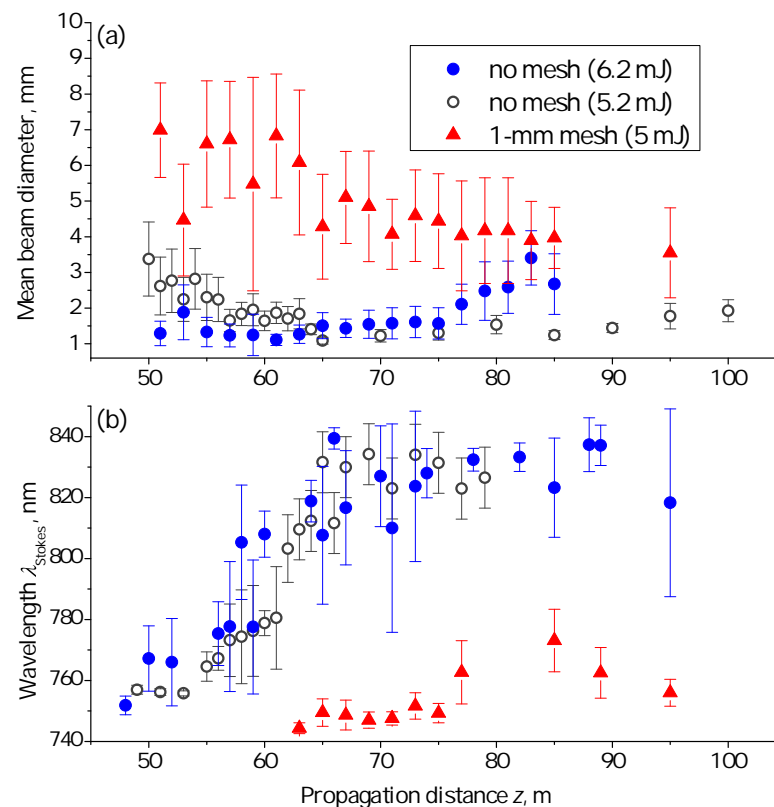 (a)
10
9
8
7
6
5
4
3
2
1
Mean beam diameter, mm
no mesh (6.2 mJ)
no mesh (5.2 mJ)
1-mm mesh (5 mJ)
50 60 70 80 90 100
(b)
840
820
800
780
760
740
Wavelength λStokes, nm
50 60 70 80 90 100
Propagation distance z, m